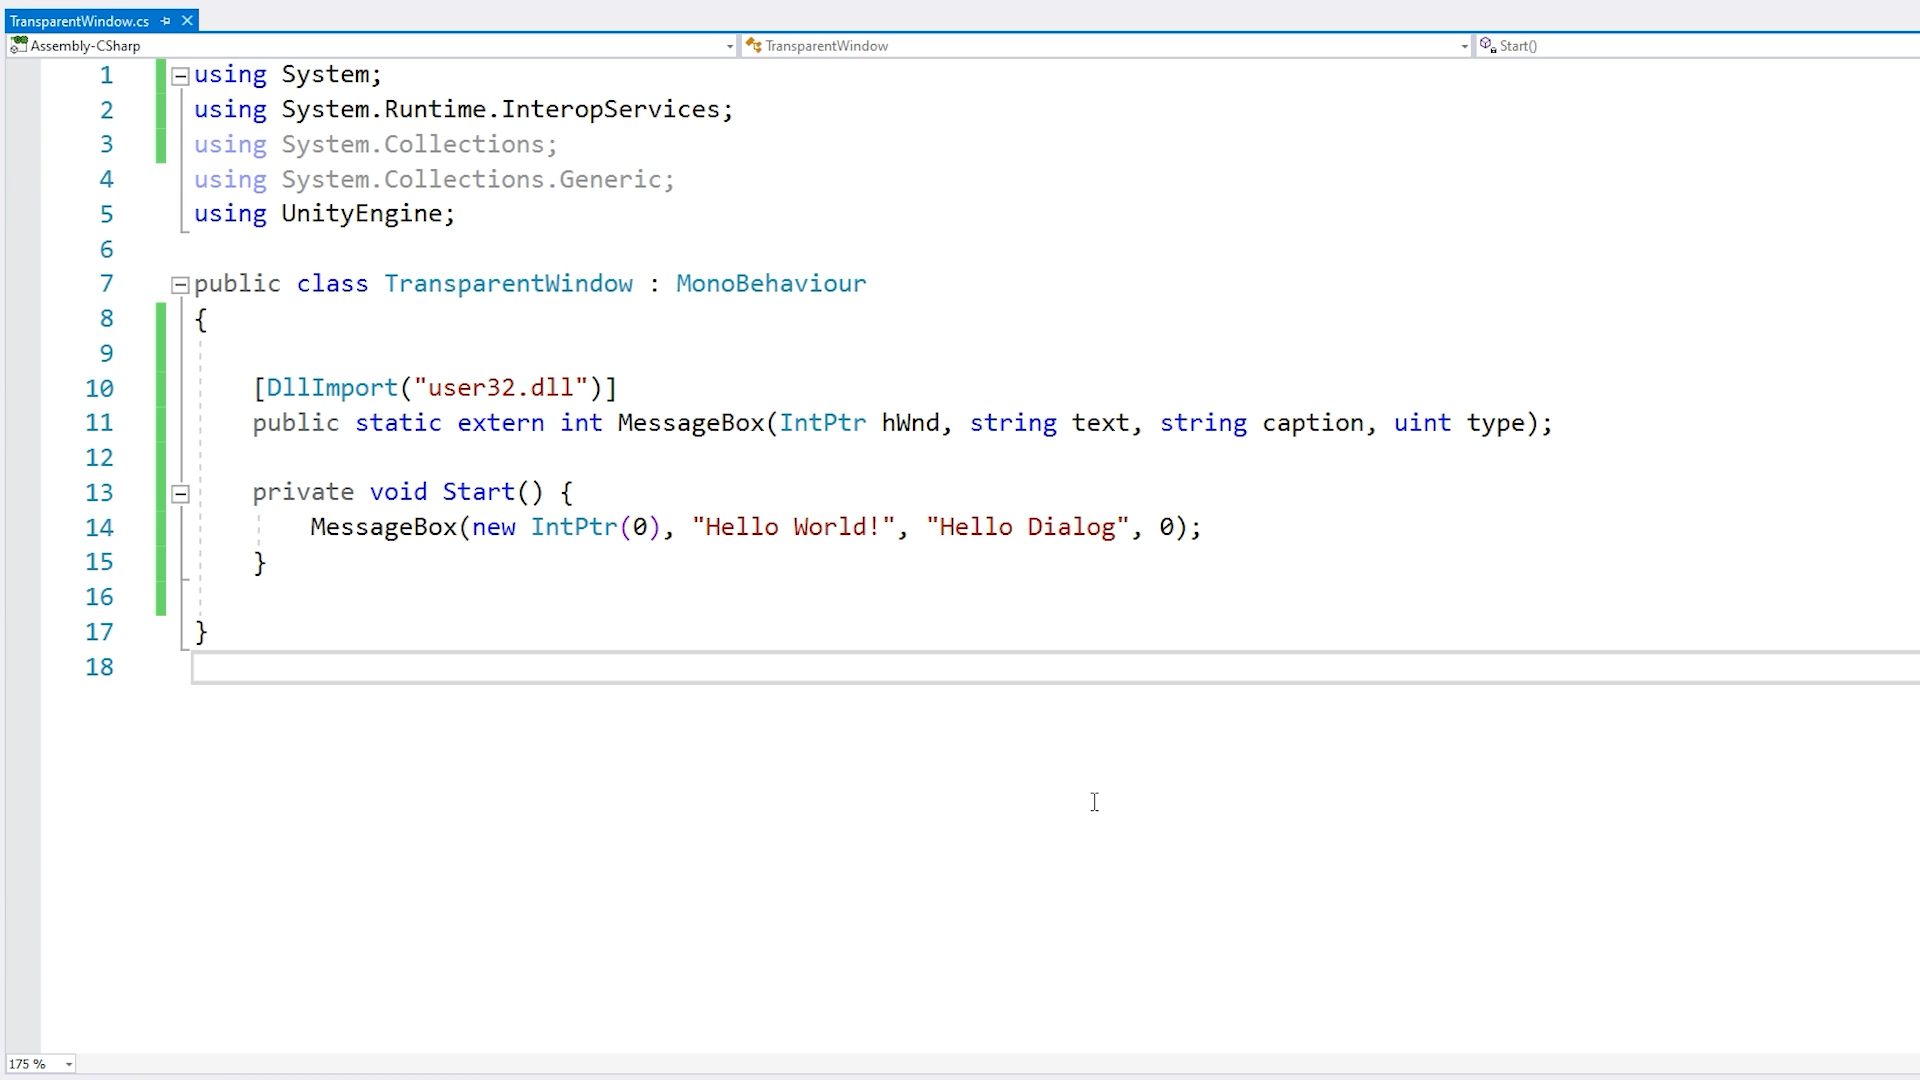 TransparentWindow.cs
Assembly-CSharp
TransparentWindow
Start()
1 using System;
2 using System.Runtime.InteropServices;
3 using System.Collections;
4 using System.Collections.Generic;
5 using UnityEngine;
6
7 public class TransparentWindow : MonoBehaviour
8 {
9
10 [DllImport("user32.dll")]
11 public static extern int MessageBox(IntPtr hWnd, string text, string caption, uint type);
12
13 private void Start() {
14 MessageBox(new IntPtr(0), "Hello World!", "Hello Dialog", 0);
15 }
16
17 }
18
175 %